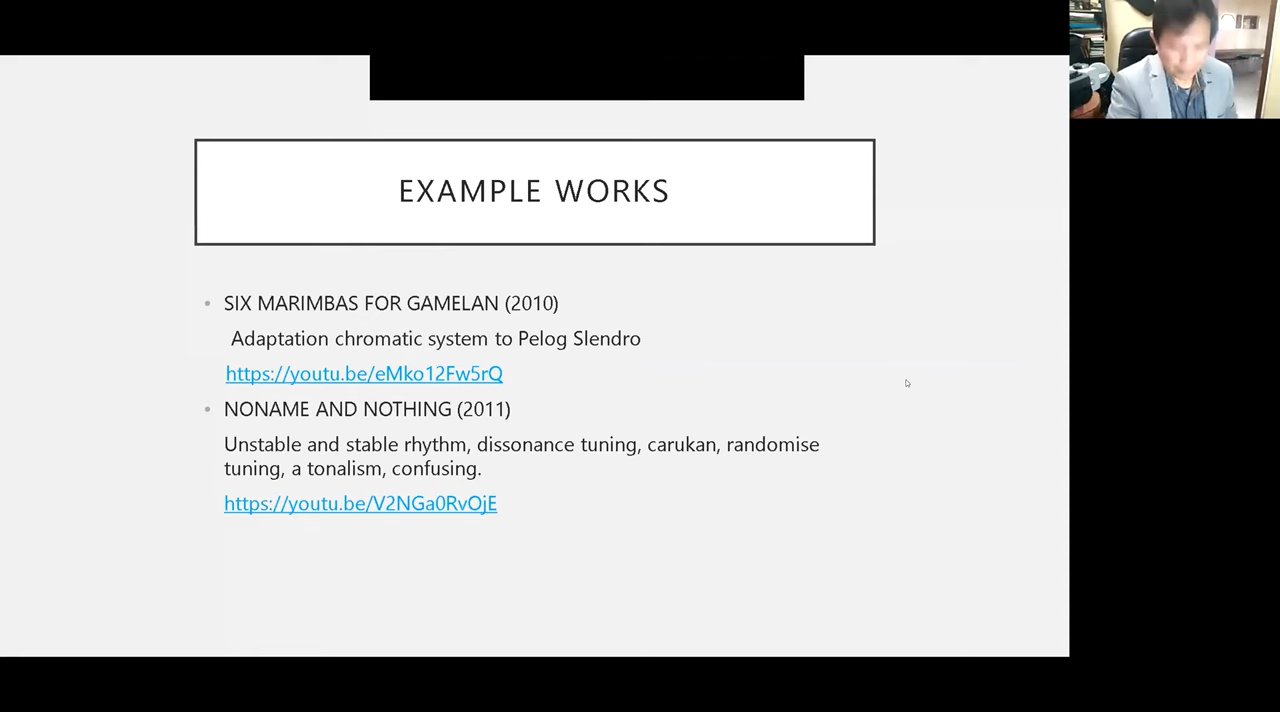 EXAMPLE WORKS
SIX MARIMBAS FOR GAMELAN (2010)
Adaptation chromatic system to Pelog Slendro
https://youtu.be/eMko12Fw5rQ
NONAME AND NOTHING (2011)
Unstable and stable rhythm, dissonance tuning, carukan, randomise
tuning, a tonalism, confusing.
https://youtu.be/V2NGa0RvOjE